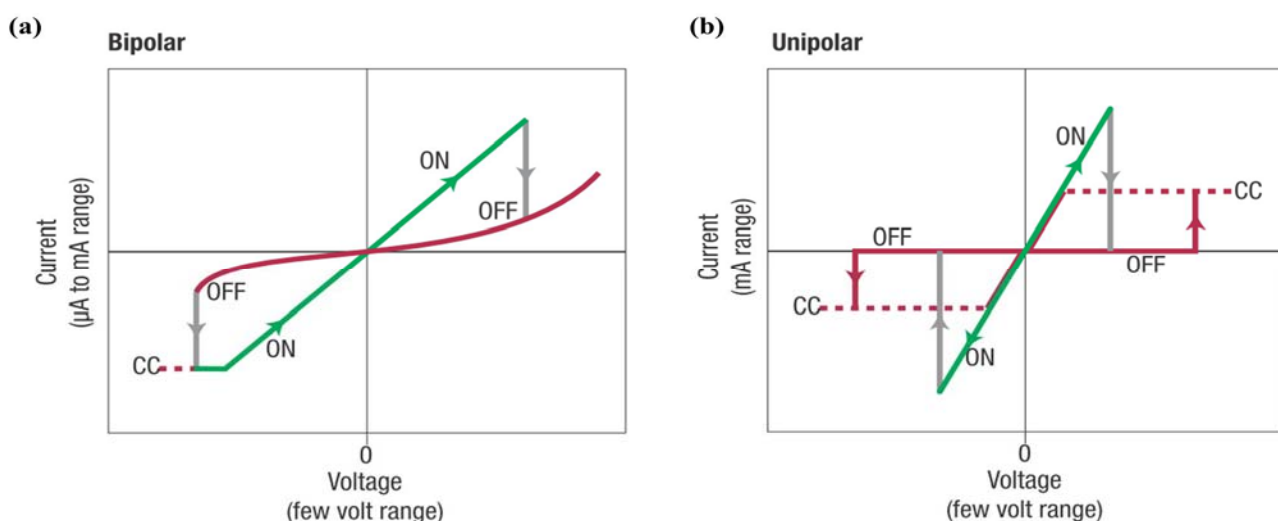 (a)
Bipolar
Current
(µA to mA range)
ON
OFF
OFF
ON
CC
0
Voltage
(few volt range)
(b)
Unipolar
Current
(mA range)
ON
CC
OFF
OFF
CC
ON
0
Voltage
(few volt range)